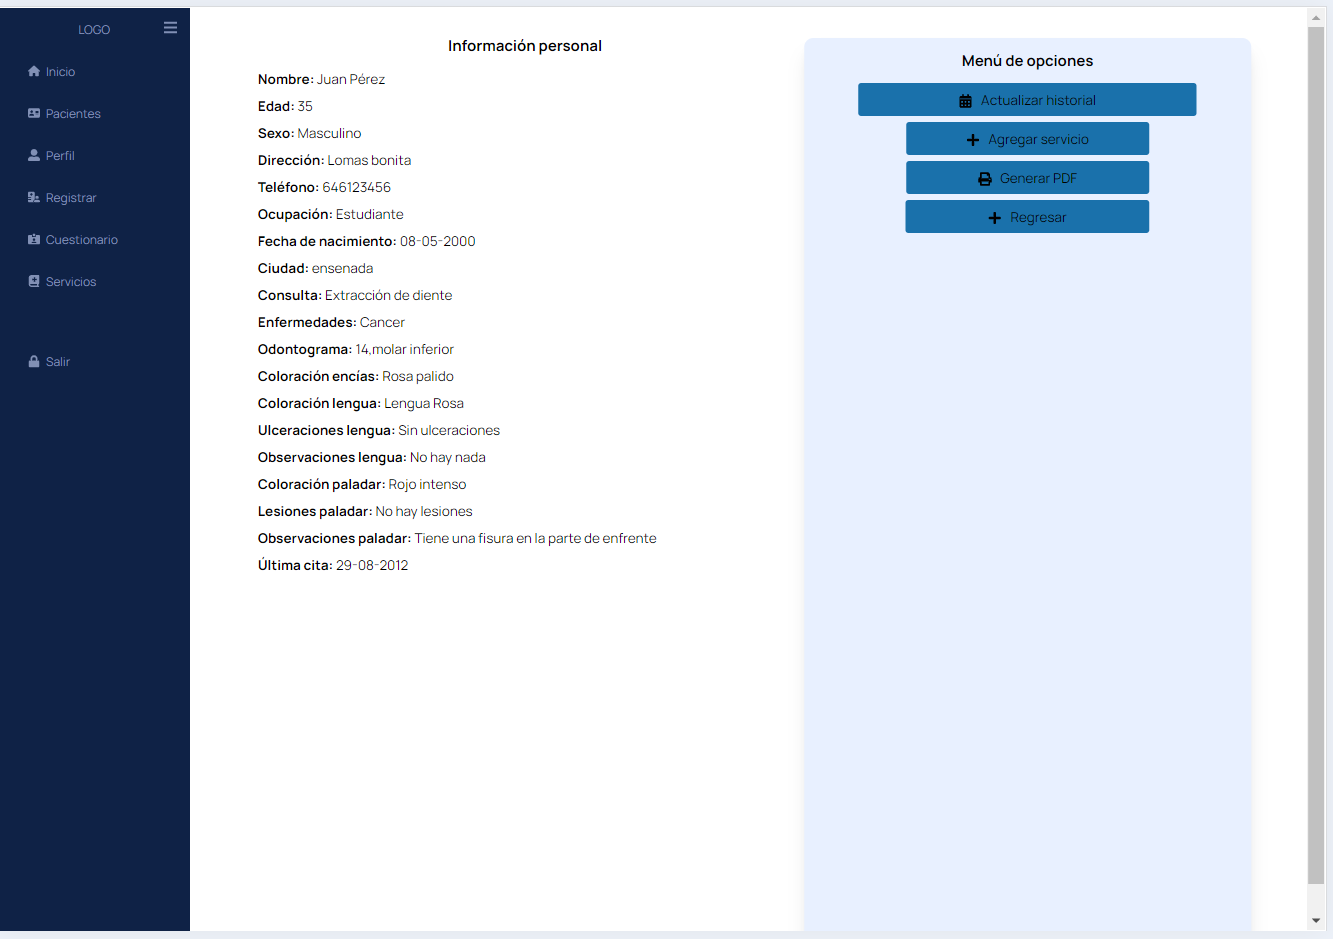 LOGO
Inicio
Pacientes
Perfil
Registrar
Cuestionario
Servicios
Salir
Información personal
Nombre: Juan Pérez
Edad: 35
Sexo: Masculino
Dirección: Lomas bonita
Teléfono: 646123456
Ocupación: Estudiante
Fecha de nacimiento: 08-05-2000
Ciudad: ensenada
Consulta: Extracción de diente
Enfermedades: Cancer
Odontograma: 14,molar inferior
Coloración encías: Rosa palido
Coloración lengua: Lengua Rosa
Ulceraciones lengua: Sin ulceraciones
Observaciones lengua: No hay nada
Coloración paladar: Rojo intenso
Lesiones paladar: No hay lesiones
Observaciones paladar: Tiene una fisura en la parte de enfrente
Última cita: 29-08-2012
Menú de opciones
Actualizar historial
Agregar servicio
Generar PDF
Regresar